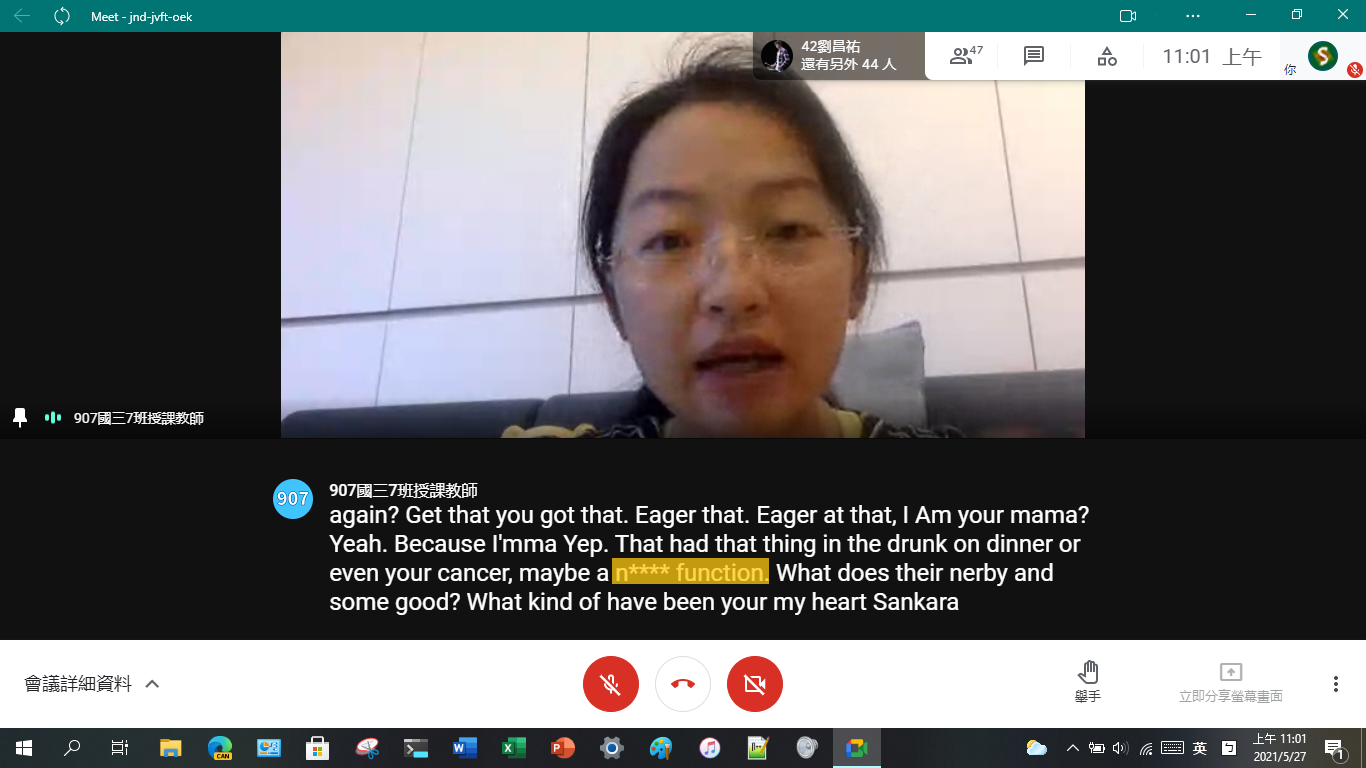 Meet - jnd-jvft-oek
42劉昌祐
還有另外 44 人
47
11:01 上午
你
907國三7班授課教師
907
907國三7班授課教師
again? Get that you got that. Eager that. Eager at that, I Am your mama?
Yeah. Because I'mma Yep. That had that thing in the drunk on dinner or
even your cancer, maybe a n**** function. What does their nerby and
some good? What kind of have been your my heart Sankara
會議詳細資料
舉手
立即分享螢幕畫面
CAN
英
上午 11:01
2021/5/27
1